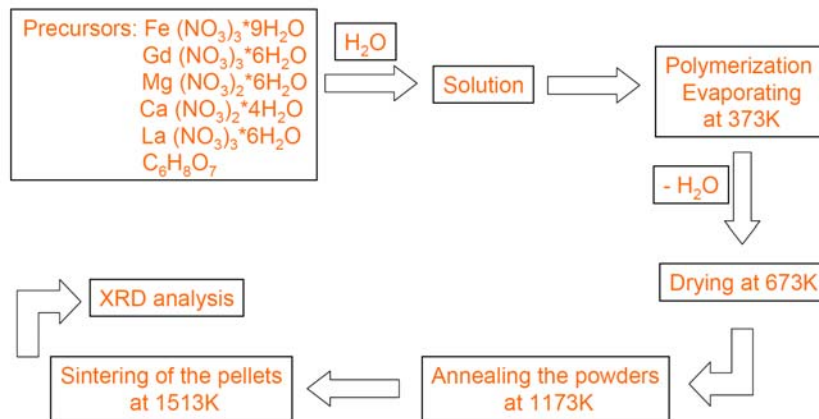 Precursors: Fe (NO₃)₃*9H₂O
Gd (NO₃)₃*6H₂O
Mg (NO₃)₂*6H₂O
Ca (NO₃)₂*4H₂O
La (NO₃)₃*6H₂O
C₆H₈O₇
H₂O
Solution
Polymerization
Evaporating
at 373K
- H₂O
Drying at 673K
Annealing the powders
at 1173K
Sintering of the pellets
at 1513K
XRD analysis